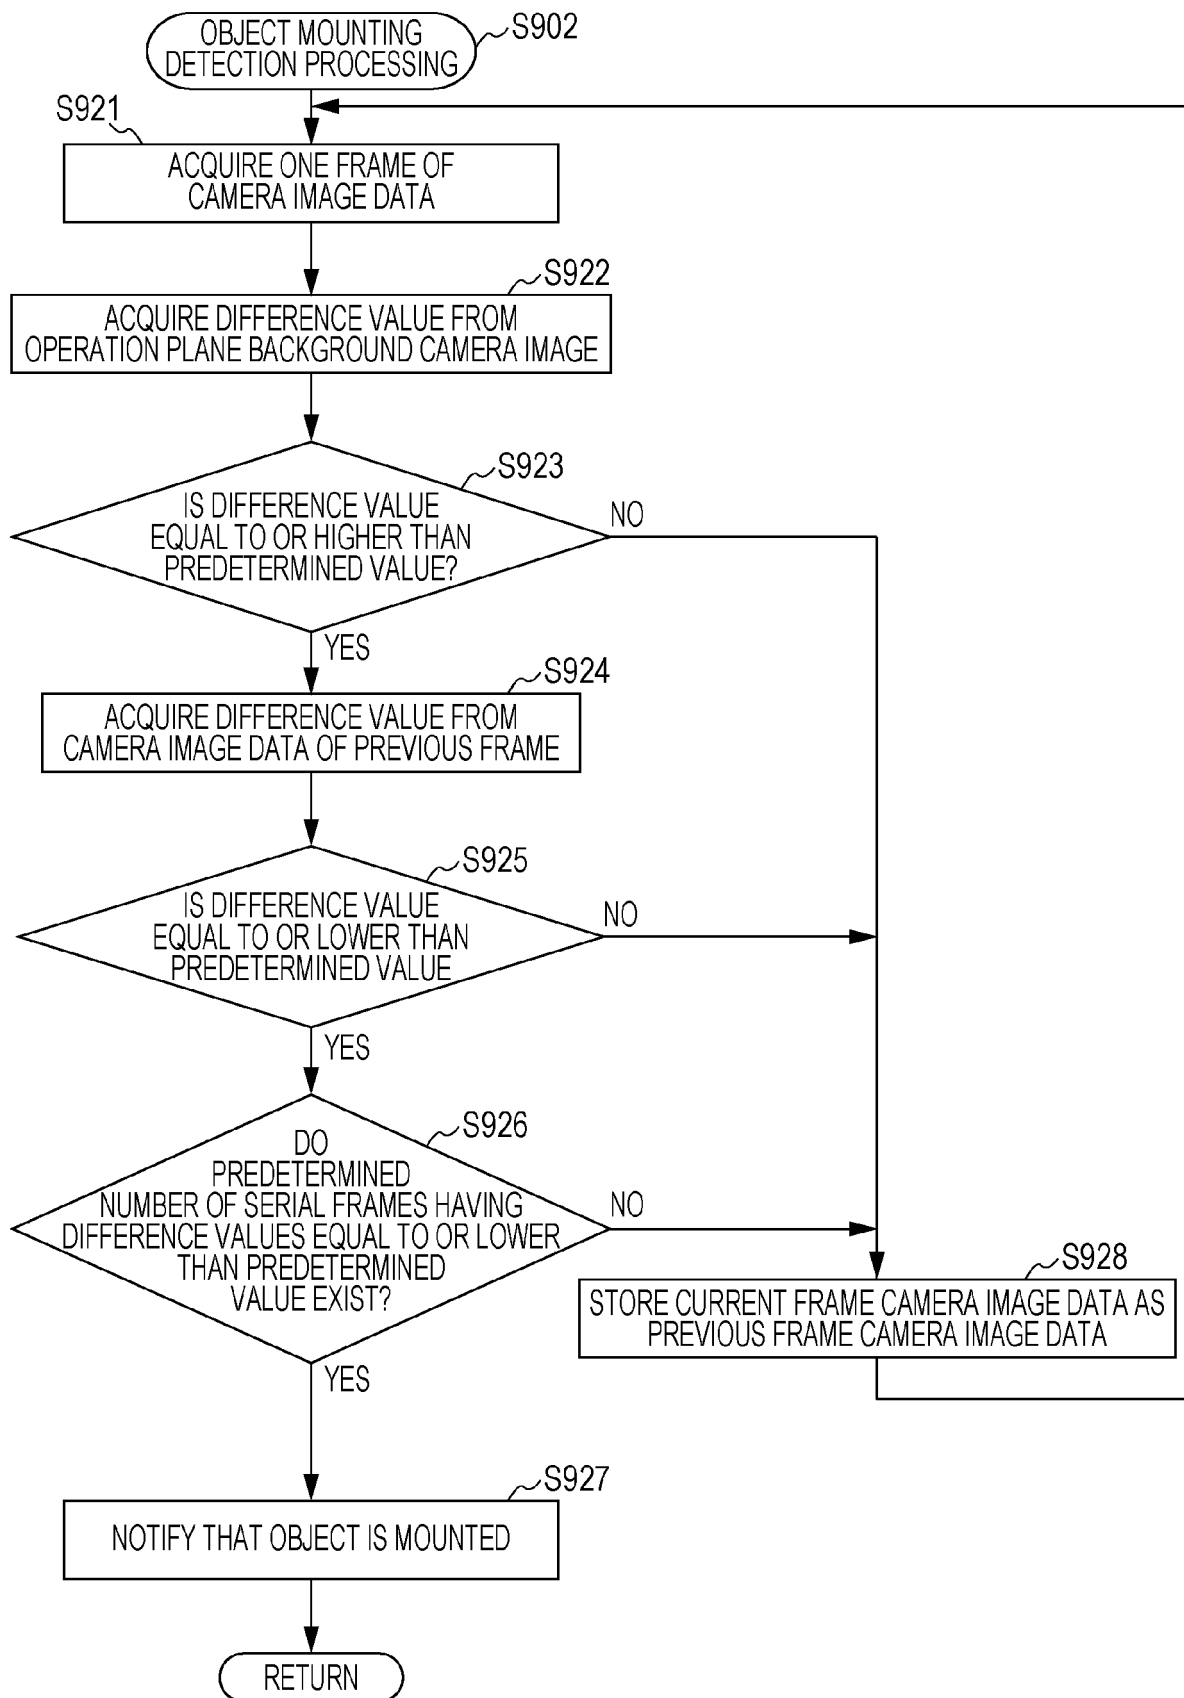 OBJECT MOUNTING
DETECTION PROCESSING
S902
S921
ACQUIRE ONE FRAME OF
CAMERA IMAGE DATA
S922
ACQUIRE DIFFERENCE VALUE FROM
OPERATION PLANE BACKGROUND CAMERA IMAGE
S923
IS DIFFERENCE VALUE
EQUAL TO OR HIGHER THAN
PREDETERMINED VALUE?
NO
YES
S924
ACQUIRE DIFFERENCE VALUE FROM
CAMERA IMAGE DATA OF PREVIOUS FRAME
S925
IS DIFFERENCE VALUE
EQUAL TO OR LOWER THAN
PREDETERMINED VALUE
NO
YES
S926
DO
PREDETERMINED
NUMBER OF SERIAL FRAMES HAVING
DIFFERENCE VALUES EQUAL TO OR LOWER
THAN PREDETERMINED
VALUE EXIST?
NO
YES
S928
STORE CURRENT FRAME CAMERA IMAGE DATA AS
PREVIOUS FRAME CAMERA IMAGE DATA
S927
NOTIFY THAT OBJECT IS MOUNTED
RETURN